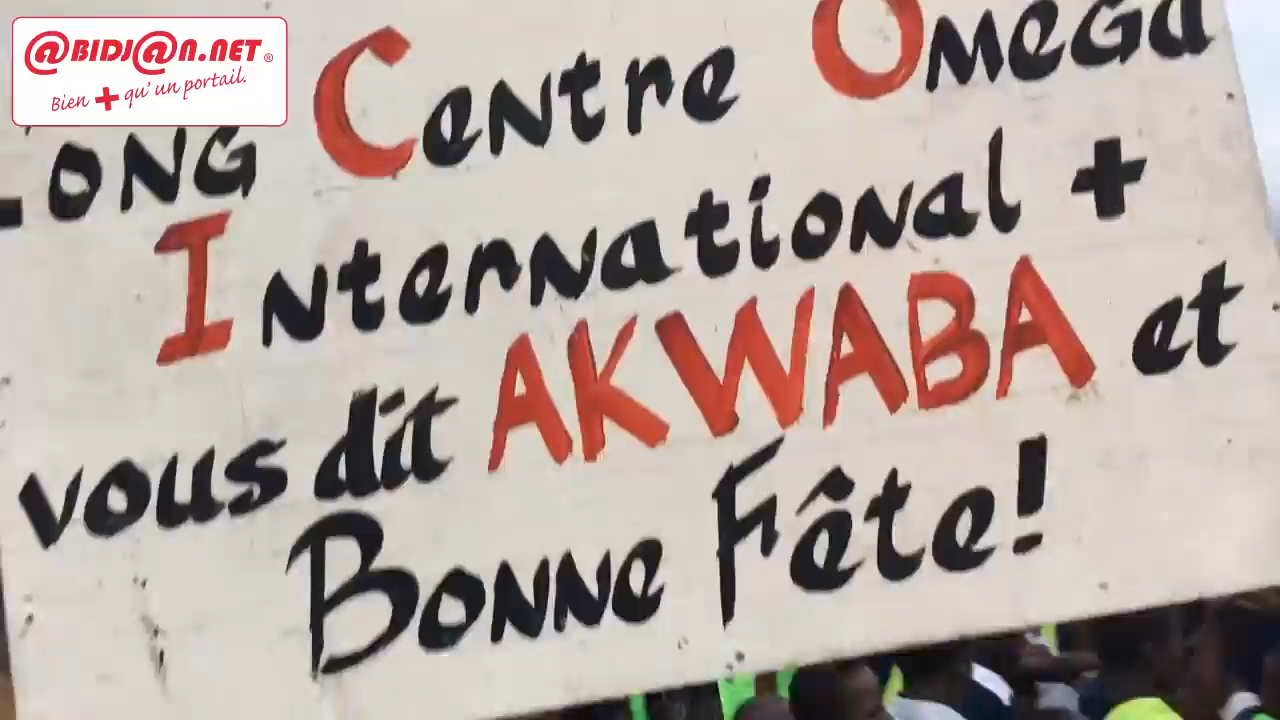 @BIDJ@N.NET®
Bien + qu'un portail.
ONG Centre Omega
International +
vous dit AKWABA et
Bonne Fête!